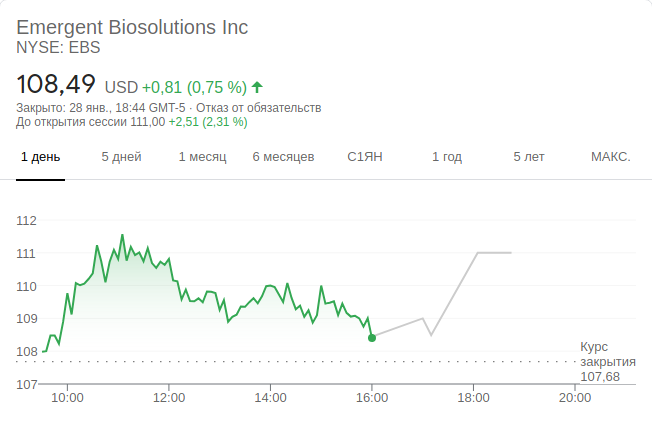 Emergent Biosolutions Inc
NYSE: EBS
108,49 USD +0,81 (0,75 %)
Закрыто: 28 янв., 18:44 GMT-5 · Отказ от обязательств
До открытия сессии 111,00 +2,51 (2,31 %)
1 день 5 дней 1 месяц 6 месяцев С1ЯН 1 год 5 лет МАКС.
112
111
110
109
108
Курс
закрытия
107,68
107
10:00 12:00 14:00 16:00 18:00 20:00